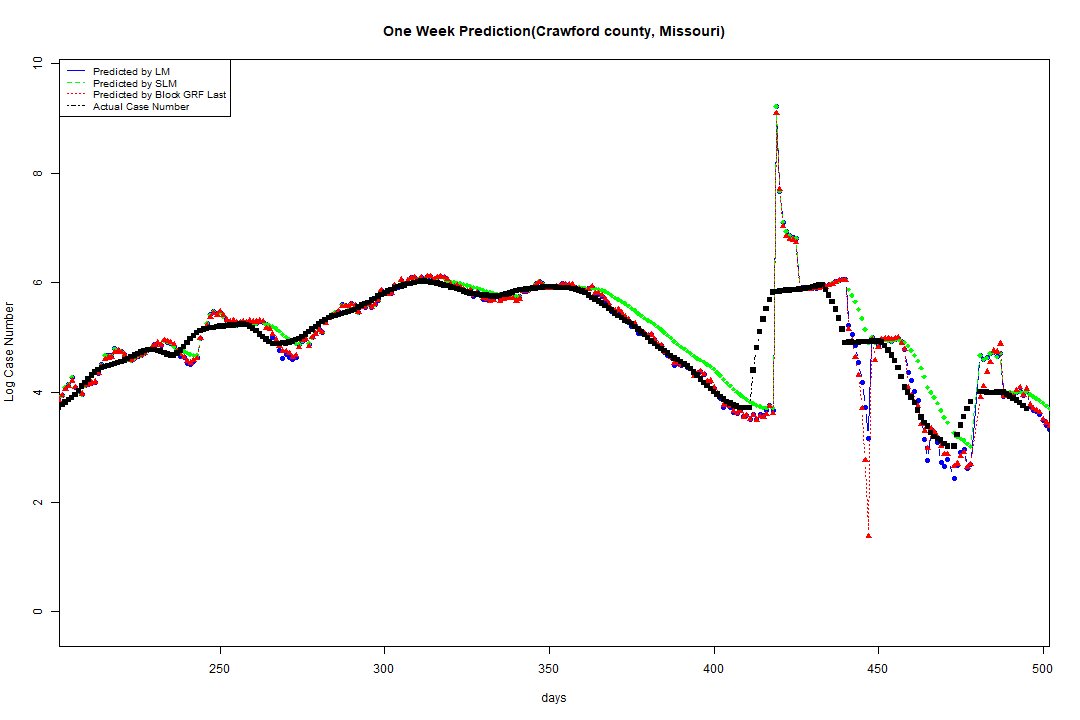 One Week Prediction(Crawford county, Missouri)
Predicted by LM
Predicted by SLM
Predicted by Block GRF Last
Actual Case Number
Log Case Number
10
8
6
4
2
0
250 300 350 400 450 500
days